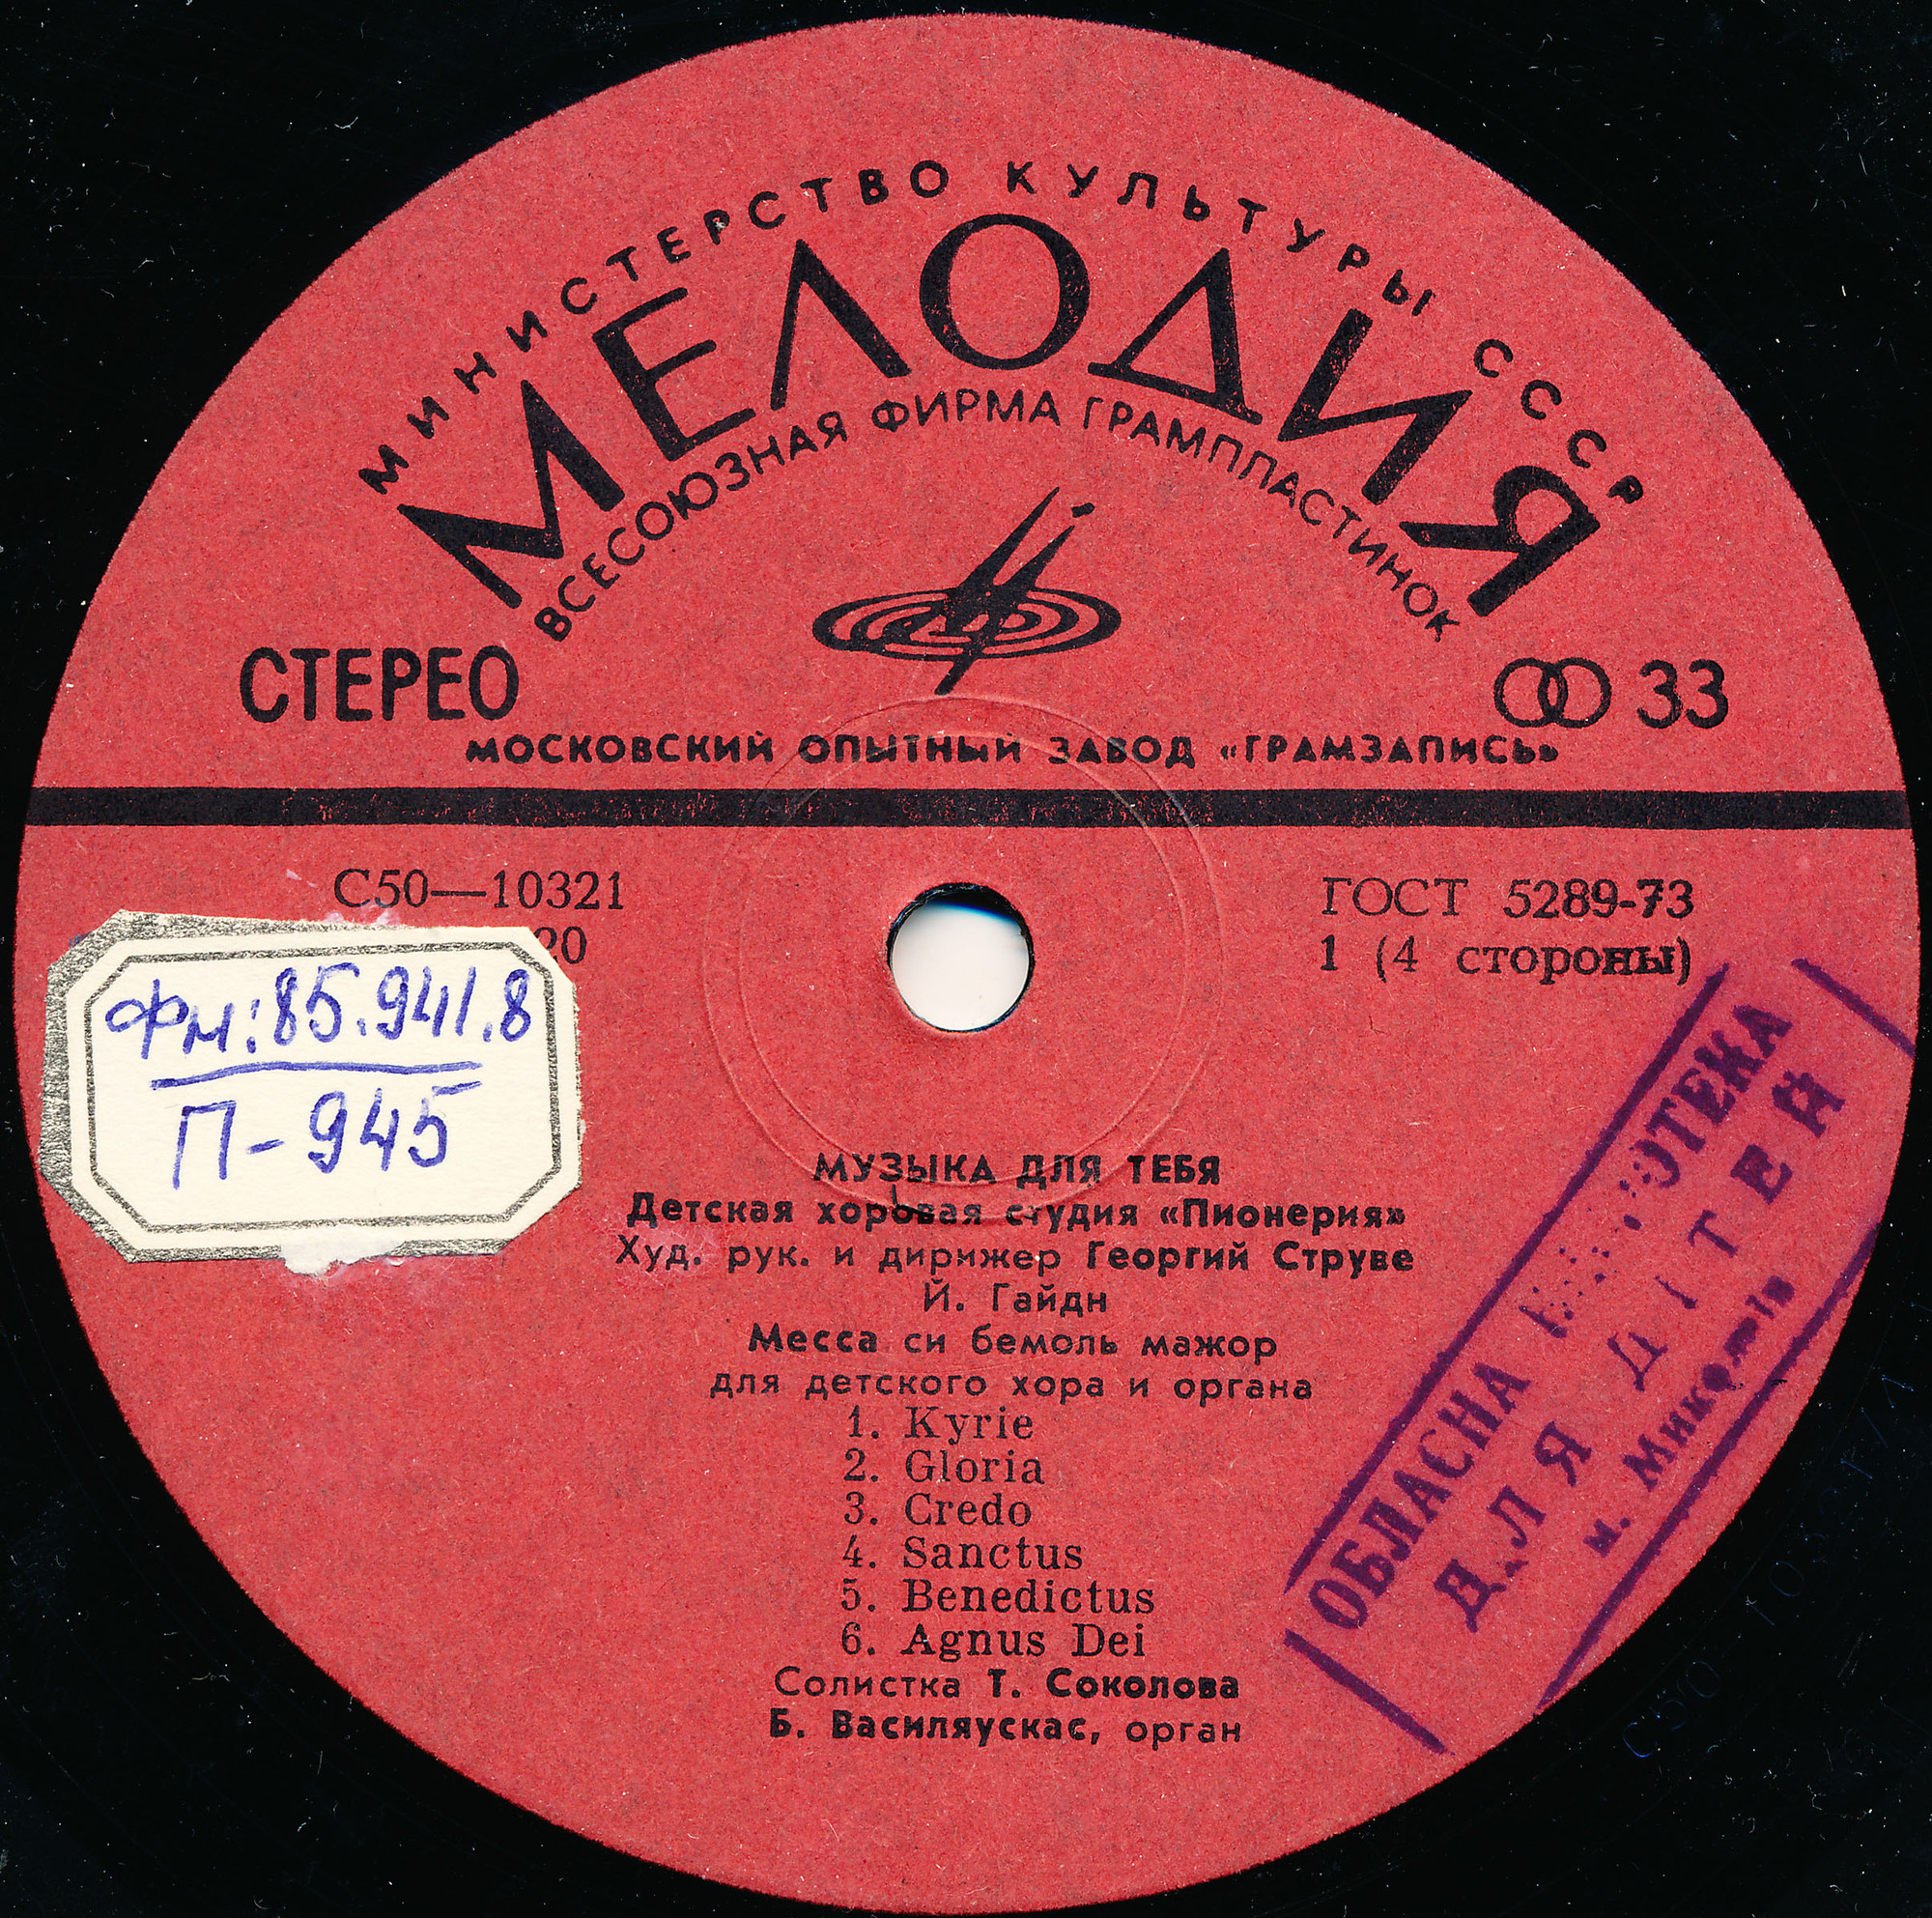 МИНИСТЕРСТВО КУЛЬТУРЫ СССР
МЕЛОДИЯ
ВСЕСОЮЗНАЯ ФИРМА ГРАМПЛАСТИНОК
СТЕРЕО
33
МОСКОВСКИЙ ОПЫТНЫЙ ЗАВОД «ГРАМЗАПИСЬ»
С50—10321
ГОСТ 5289-73
20
1 (4 стороны)
Фм: 85.941.8
П-945
МУЗЫКА ДЛЯ ТЕБЯ
Детская хоровая студия «Пионерия»
Худ. рук. и дирижер Георгий Струве
Й. Гайдн
Месса си бемоль мажор
для детского хора и органа
1. Kyrie
2. Gloria
3. Credo
4. Sanctus
5. Benedictus
6. Agnus Dei
Солистка Т. Соколова
Б. Василяускас, орган
ОБЛАСНА
ДЛЯ ДІТЕЙ
м.